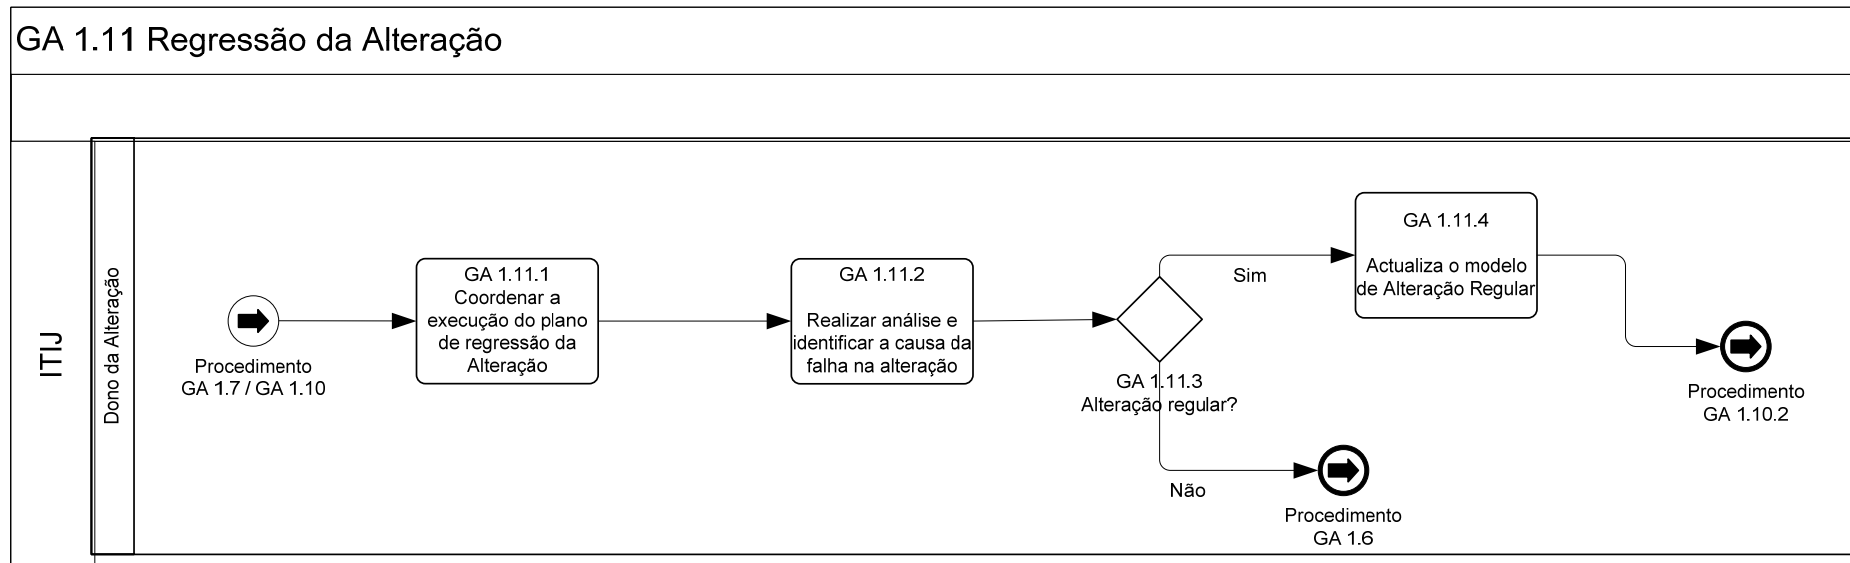 GA 1.11 Regressão da Alteração
ITIJ
Dono da Alteração
Procedimento
GA 1.7 / GA 1.10
GA 1.11.1
Coordenar a
execução do plano
de regressão da
Alteração
GA 1.11.2
Realizar análise e
identificar a causa da
falha na alteração
GA 1.11.3
Alteração regular?
Sim
GA 1.11.4
Actualiza o modelo
de Alteração Regular
Procedimento
GA 1.10.2
Não
Procedimento
GA 1.6